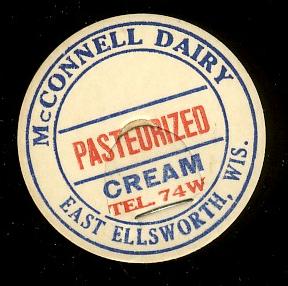 McCONNELL DAIRY
PASTEURIZED
CREAM
TEL. 74W
EAST ELLSWORTH, WIS.